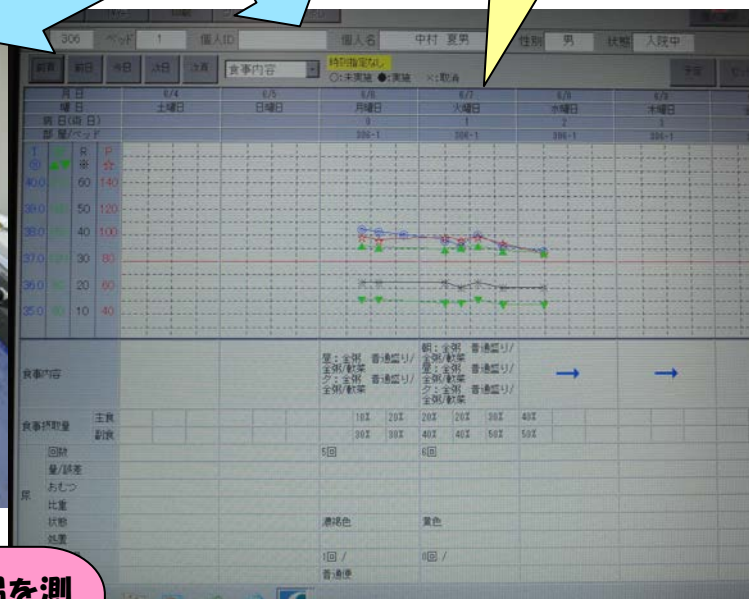 306 ベッド 1 個人ID 個人名 中村 夏男 性別 男 状態 入院中
前頁 前日 今日 次日 次頁 食事内容 時刻指定なし
○:未実施 ●:実施 ×:取消
予定
月 日 6/4 6/5 6/6 6/7 6/8 6/9
曜 日 土曜日 日曜日 月曜日 火曜日 水曜日 木曜日
病 日(術 日) 0 1 2 3
部 屋/ベッド 306-1 306-1 306-1
T R P
40.0 60 140
39.0 50 120
38.0 40 100
37.0 30 80
36.0 20 60
35.0 10 40
食事内容
昼:全粥 普通盛り/
全粥/軟菜
夕:全粥 普通盛り/
全粥/軟菜
朝:全粥 普通盛り/
全粥/軟菜
昼:全粥 普通盛り/
全粥/軟菜
夕:全粥 普通盛り/
全粥/軟菜
→ →
食事摂取量
主食 10% 20% 20% 20% 30% 40%
副食 30% 30% 40% 40% 50% 50%
尿
回数 5回 6回
量/誤差
おむつ
比重
状態 濃褐色 黄色
処置
1回 / 0回 /
普通便
を測